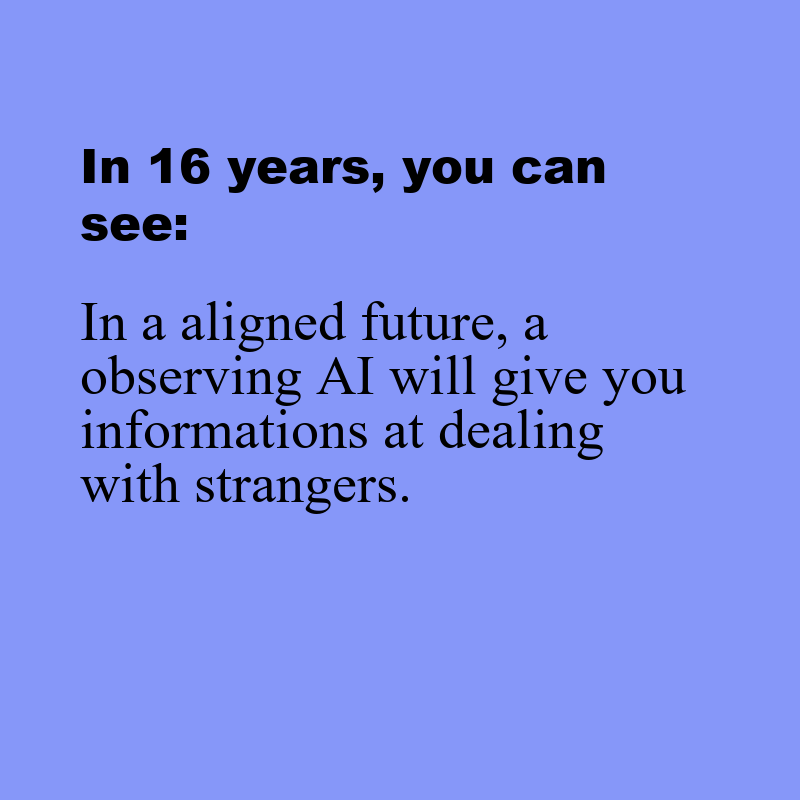 In 16 years, you can
see:
In a aligned future, a
observing AI will give you
informations at dealing
with strangers.